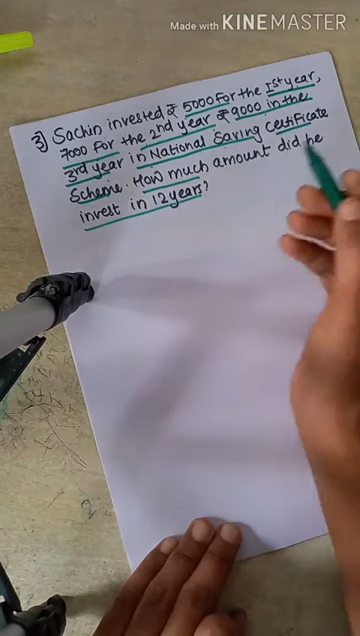 Made with KINEMASTER
3) Sachin invested ₹ 5000 for the Ist year,
7000 for the 2nd year ₹ 9000 in the
3rd year in National Saving Certificate
Scheme. How much amount did he
invest in 12 years?